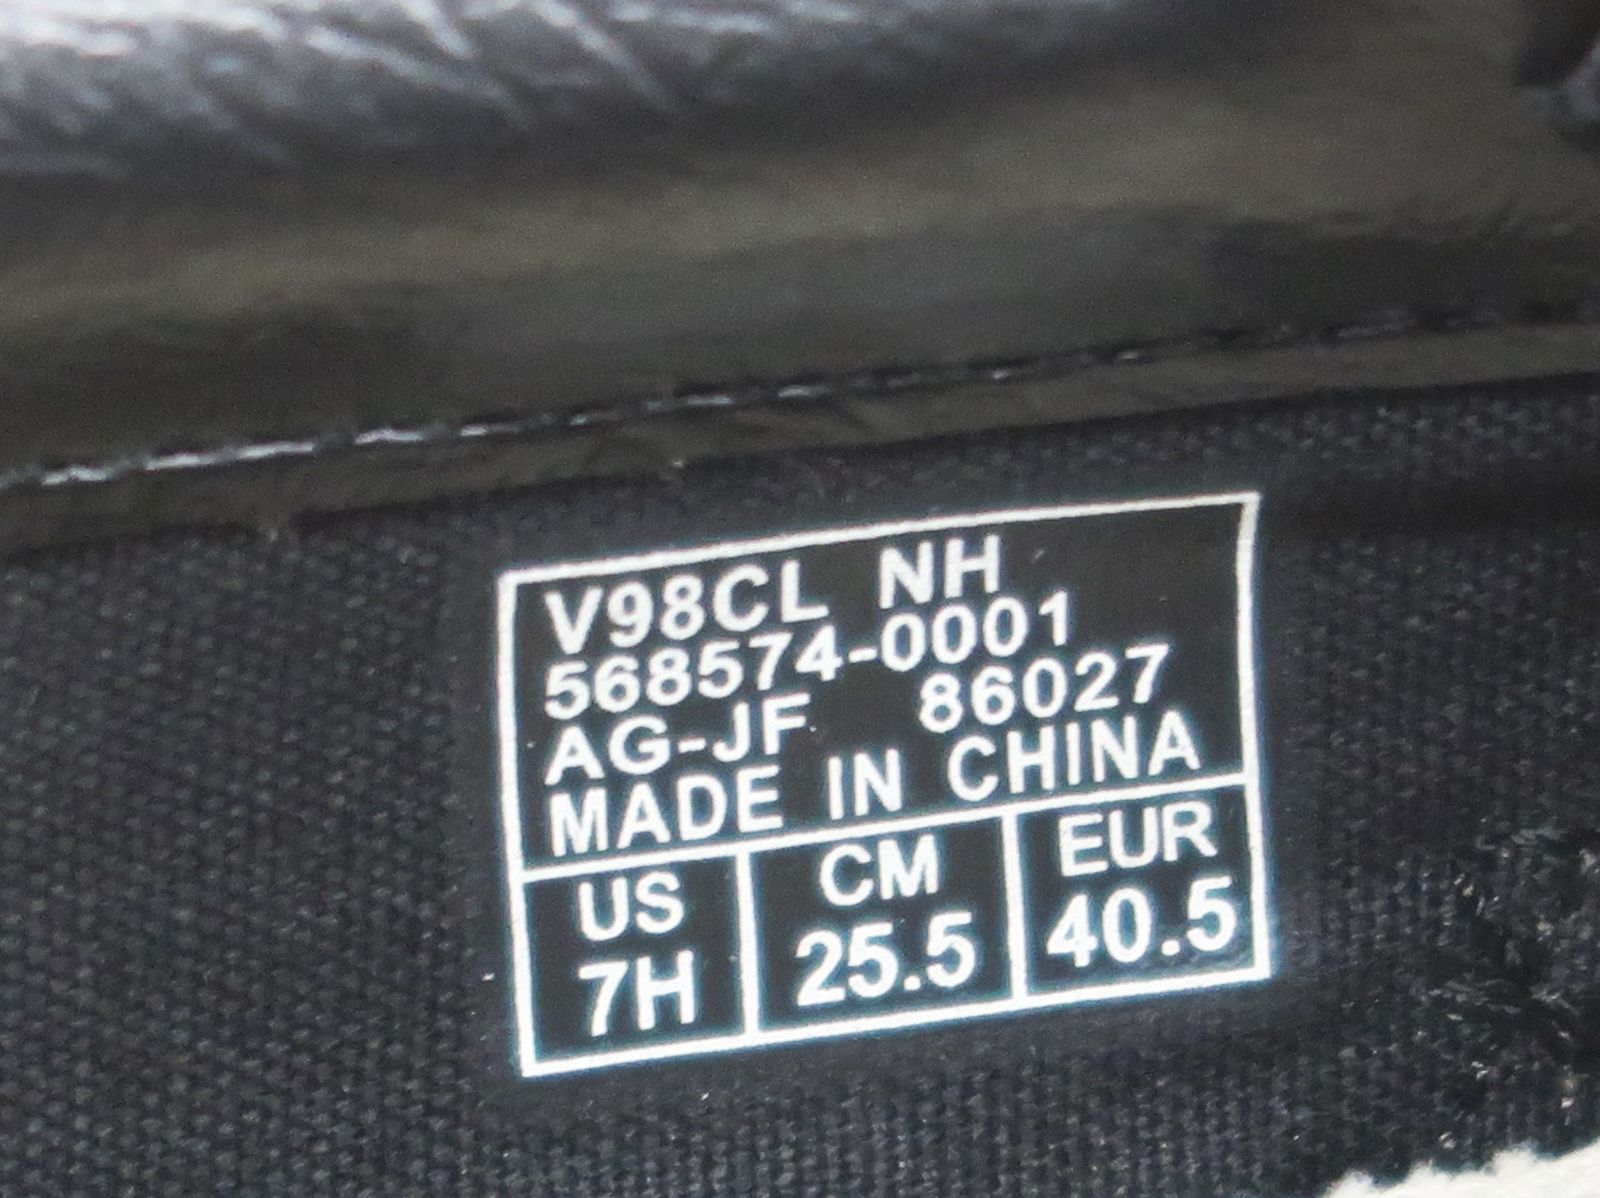 V98CL NH
568574-0001
AG-JF 86027
MADE IN CHINA
US CM EUR
7H 25.5 40.5